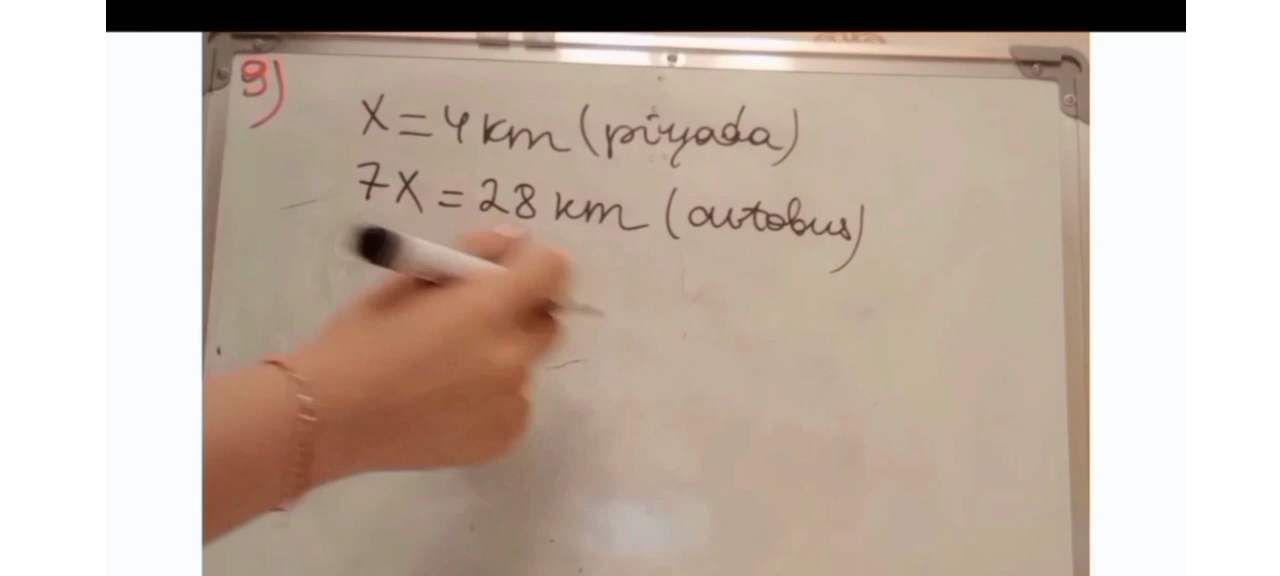 9)
X = 4 km (piyada)
7X = 28 km (avtobus)